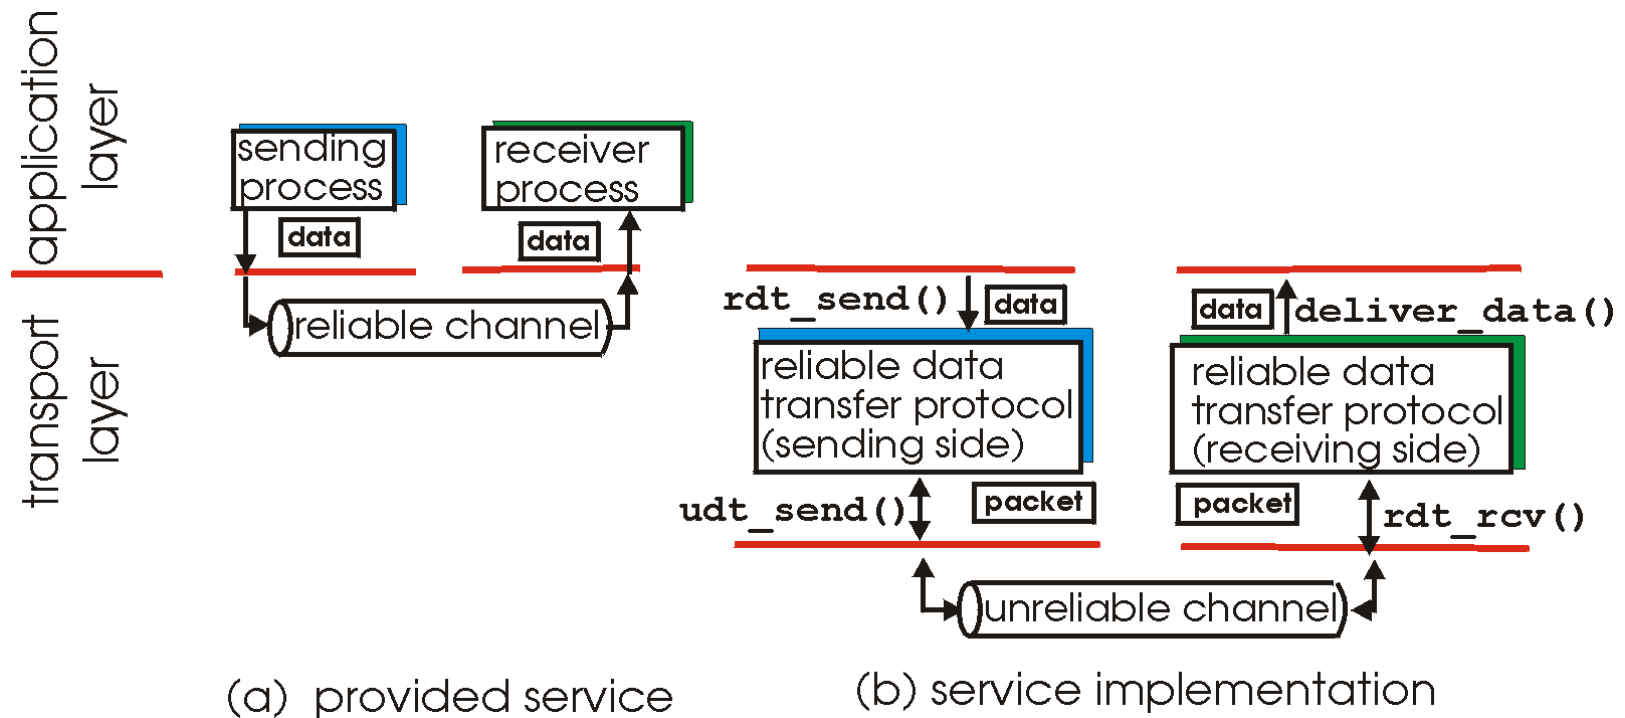 application
layer
transport
layer
sending
process
data
receiver
process
data
reliable channel
(a) provided service
rdt_send()
data
reliable data
transfer protocol
(sending side)
udt_send()
packet
data
deliver_data()
reliable data
transfer protocol
(receiving side)
packet
rdt_rcv()
unreliable channel
(b) service implementation